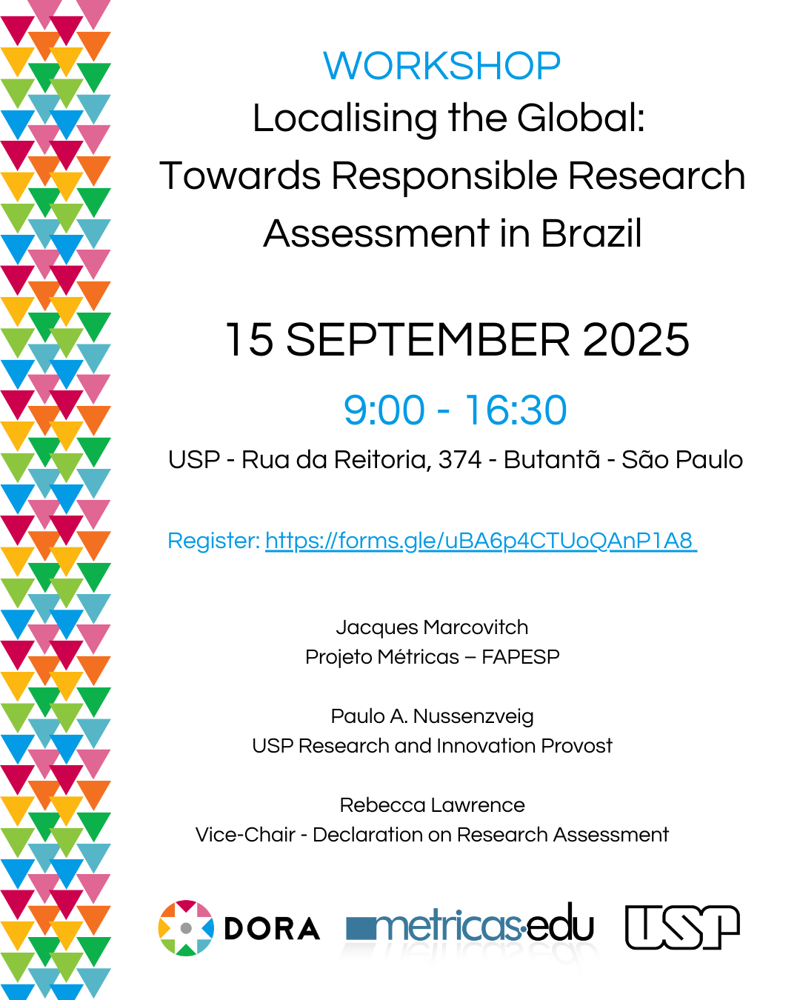 WORKSHOP
Localising the Global:
Towards Responsible Research
Assessment in Brazil
15 SEPTEMBER 2025
9:00 - 16:30
USP - Rua da Reitoria, 374 - Butantã - São Paulo
Register: https://forms.gle/uBA6p4CTUoQAnP1A8
Jacques Marcovitch
Projeto Métricas – FAPESP
Paulo A. Nussenzveig
USP Research and Innovation Provost
Rebecca Lawrence
Vice-Chair - Declaration on Research Assessment
DORA metricas.edu USP